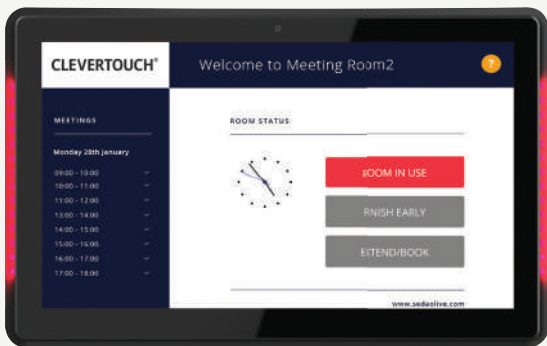 CLEVERTOUCH®
Welcome to Meeting Room2
?
MEETINGS
Monday 28th January
09:00 - 10:00
10:00 - 11:00
11:00 - 12:00
13:00 - 14:00
14:00 - 15:00
15:00 - 16:00
16:00 - 17:00
17:00 - 18:00
ROOM STATUS
ROOM IN USE
FINISH EARLY
EXTEND/BOOK
www.sedaolive.com